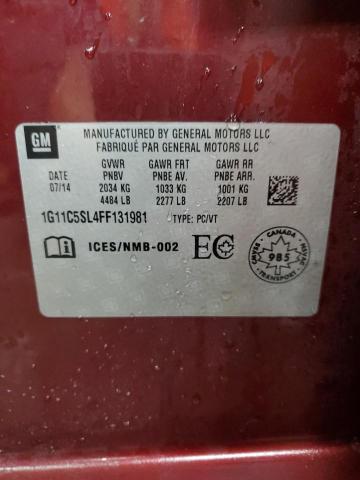 GM
MANUFACTURED BY GENERAL MOTORS LLC
FABRIQUÉ PAR GENERAL MOTORS LLC
GVWR GAWR FRT GAWR RR
DATE PNBV PNBE AV. PNBE ARR.
07/14 2034 KG 1033 KG 1001 KG
4484 LB 2277 LB 2207 LB
1G11C5SL4FF131981 TYPE: PC/VT
i ICES/NMB-002 EC
CANADA
985
TRANSPORT